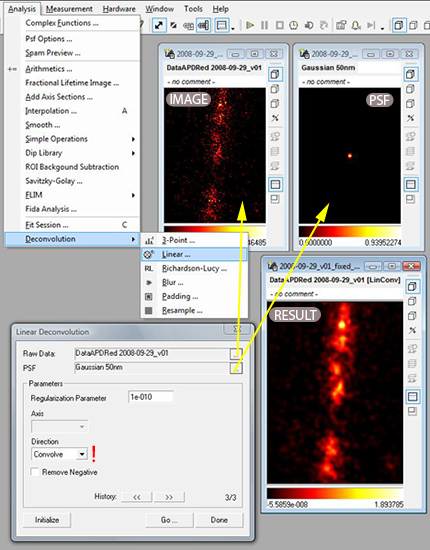 Analysis Measurement Hardware Window Tools Help
Complex Functions ...
Psf Options ...
Spam Preview ...
Arithmetics ...
Fractional Lifetime Image ...
Add Axis Sections ...
Interpolation ... A
Smooth ...
Simple Operations
Dip Library
ROI Background Subtraction
Savitzky-Golay ...
FLIM
Fida Analysis ...
Fit Session ... C
Deconvolution
3-Point ...
Linear ...
RL Richardson-Lucy ...
Blur ...
Padding ...
Resample ...
2008-09-29_
DataAPDRed 2008-09-29_v01
- no comment -
IMAGE
46485
2008-09-29_
Gaussian 50nm
- no comment -
PSF
0.0000000 0.93952274
2008-09-29_v01_fixed_
DataAPDRed 2008-09-29_v01 [LinConv]
- no comment -
RESULT
-5.5859e-008 1.893785
Linear Deconvolution
Raw Data: DataAPDRed 2008-09-29_v01 ...
PSF Gaussian 50nm ...
Parameters
Regularization Parameter 1e-010
Axis
Direction
Convolve !
Remove Negative
History: << >> 3/3
Initialize Go ... Done